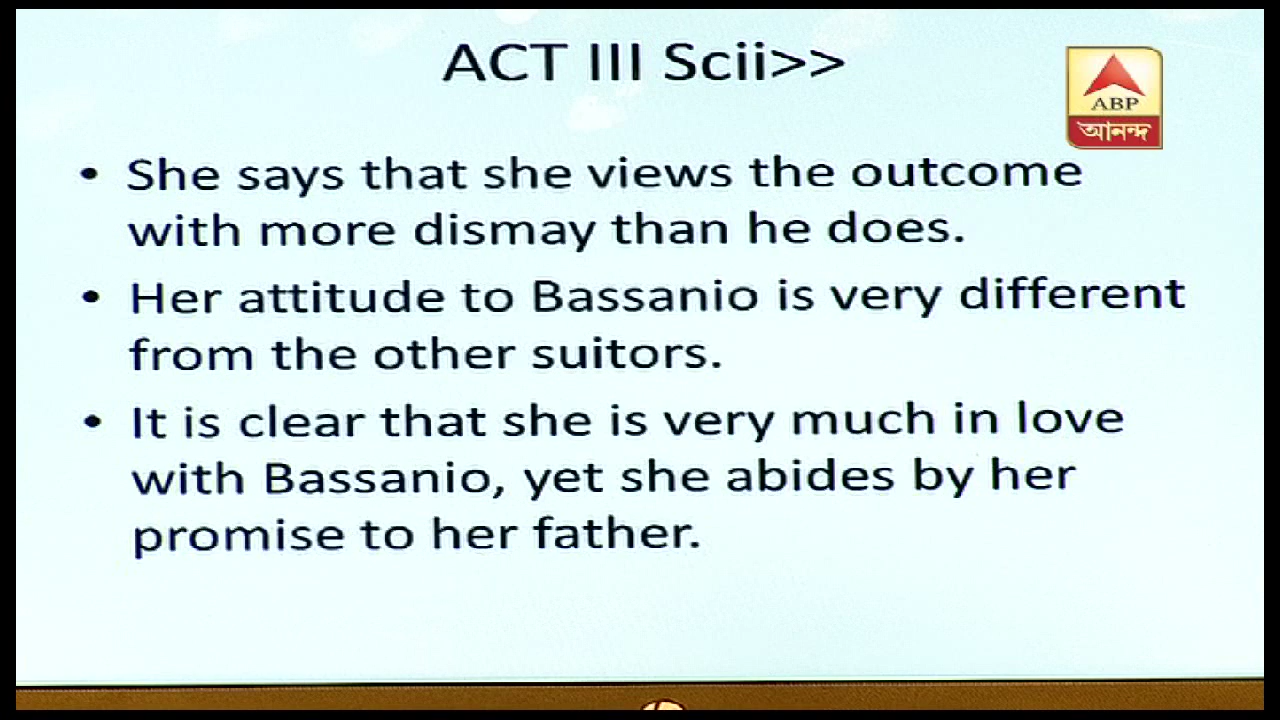 ACT III Scii>>
ABP
আনন্দ
• She says that she views the outcome
with more dismay than he does.
• Her attitude to Bassanio is very different
from the other suitors.
• It is clear that she is very much in love
with Bassanio, yet she abides by her
promise to her father.